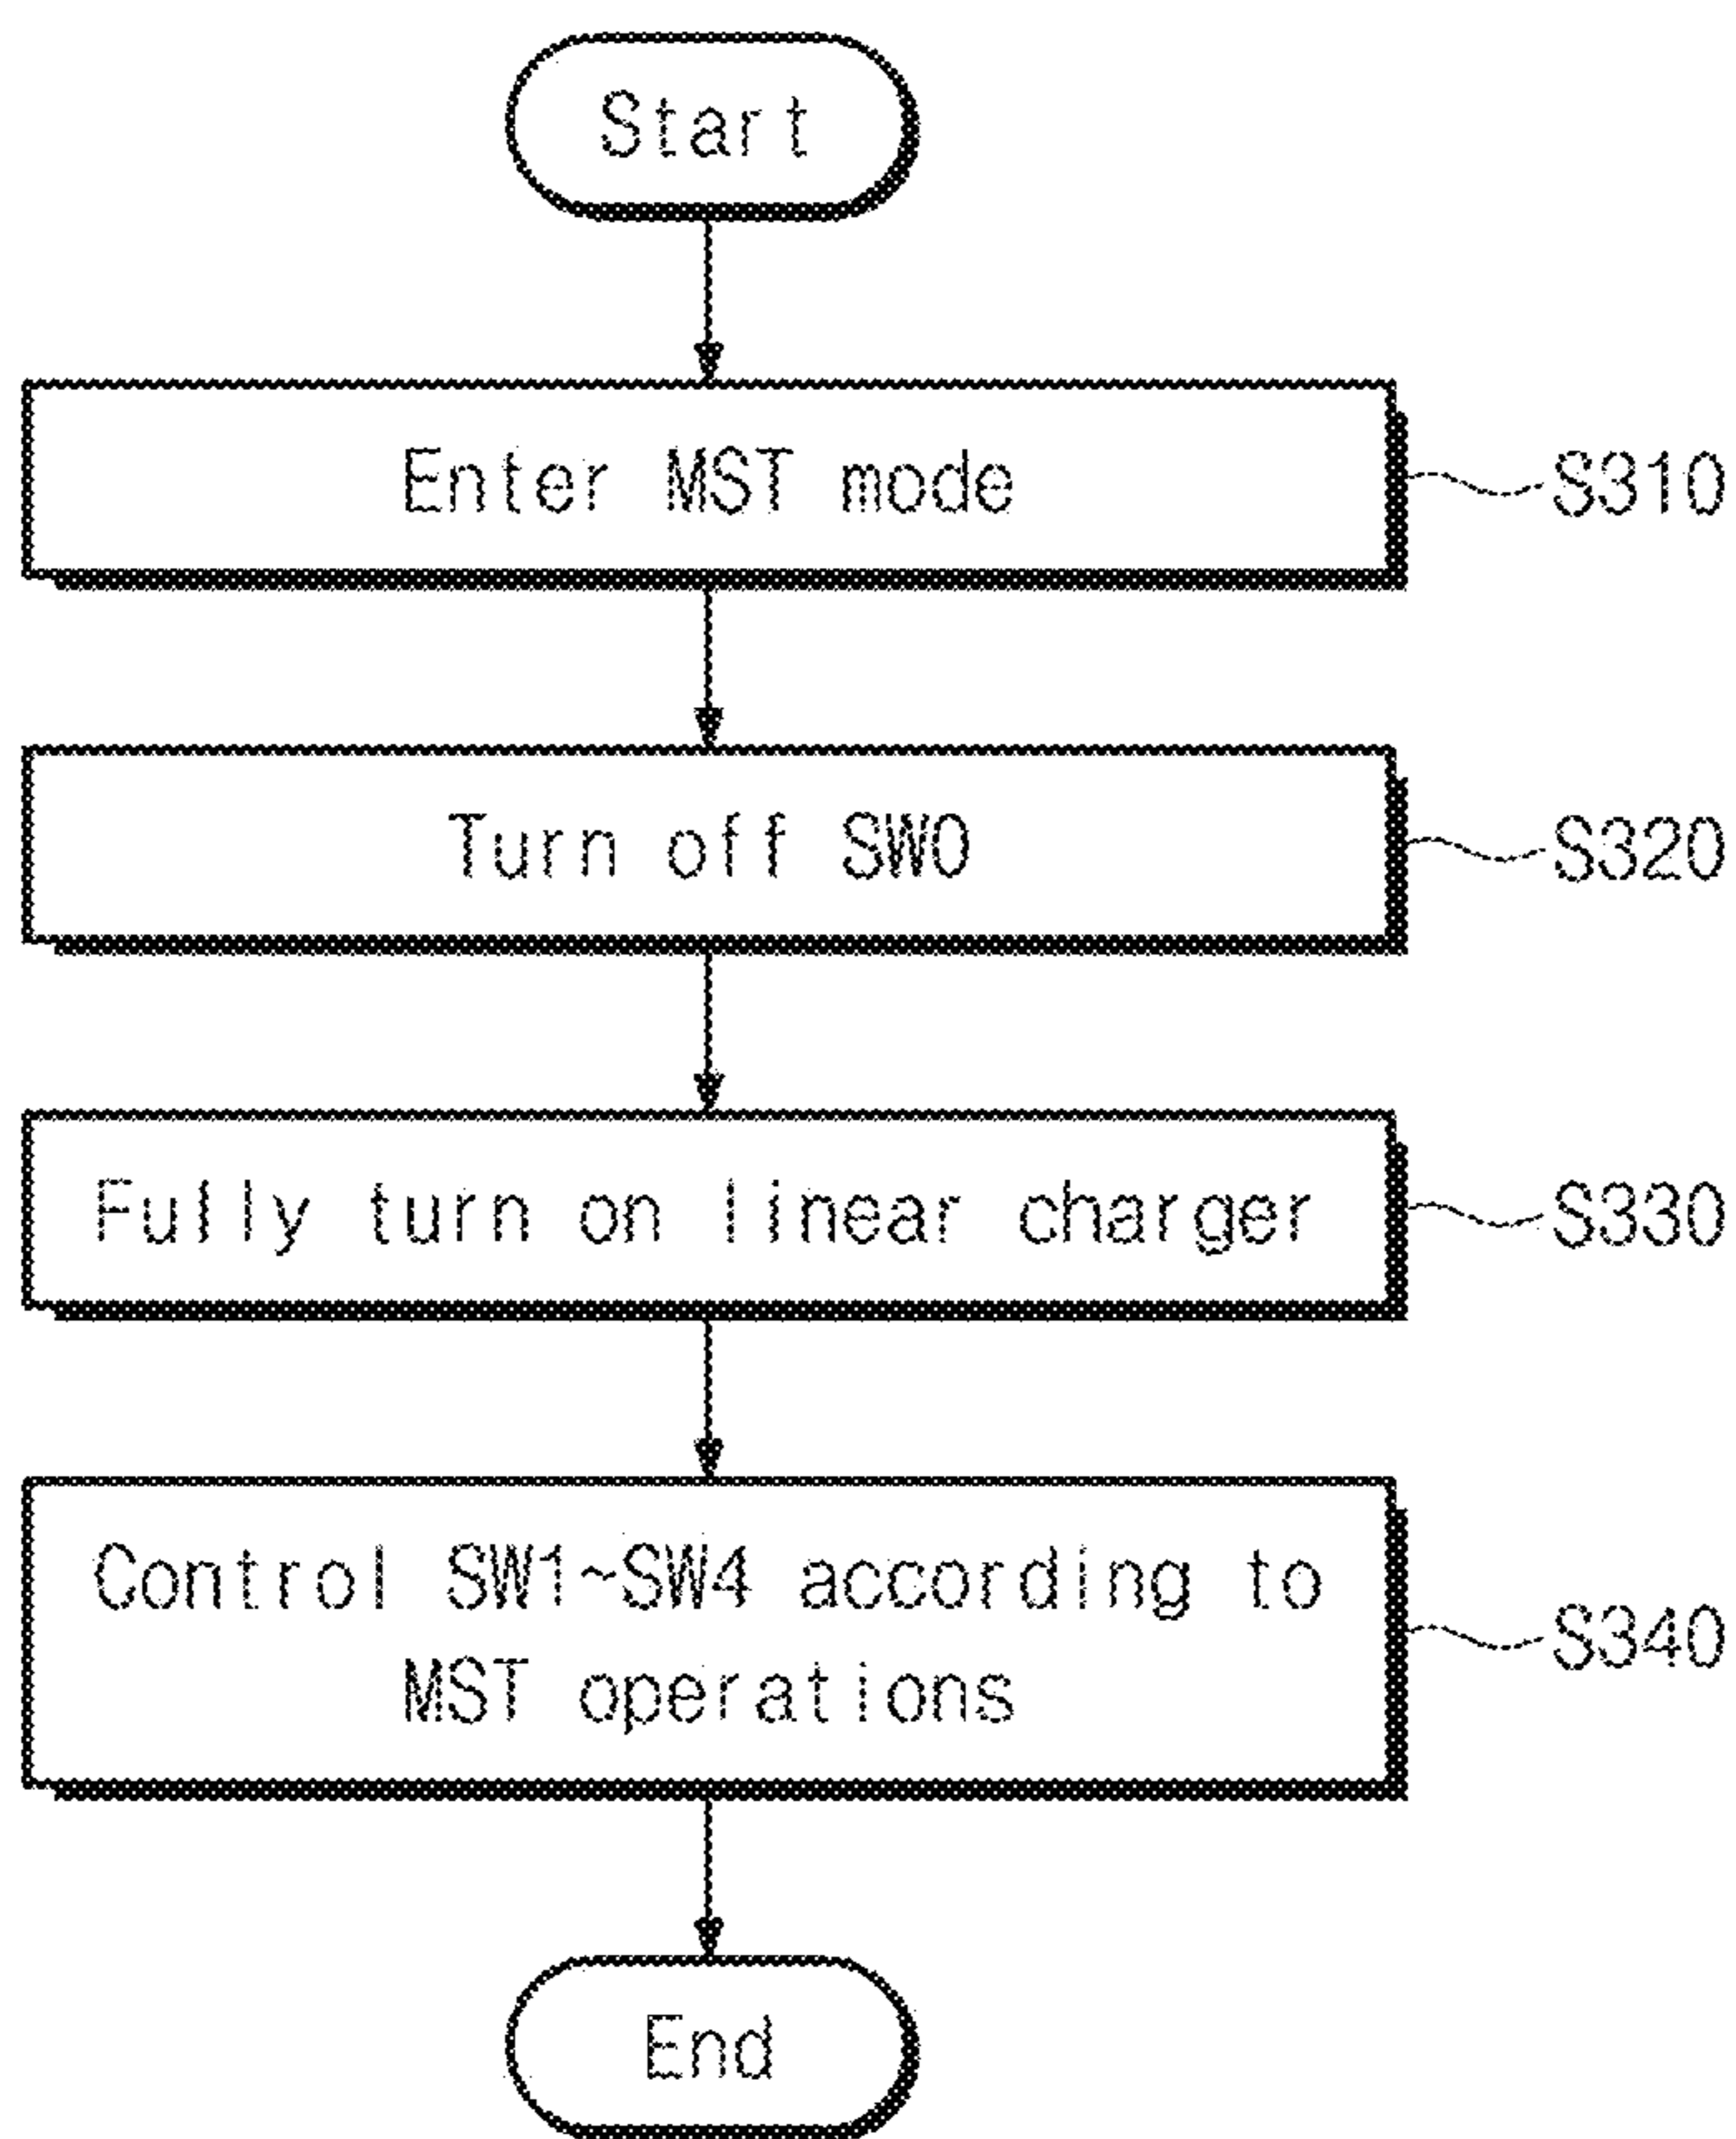 Start
Enter MST mode
S310
Turn off SW0
S320
Fully turn on linear charger
S330
Control SW1~SW4 according to
MST operations
S340
End